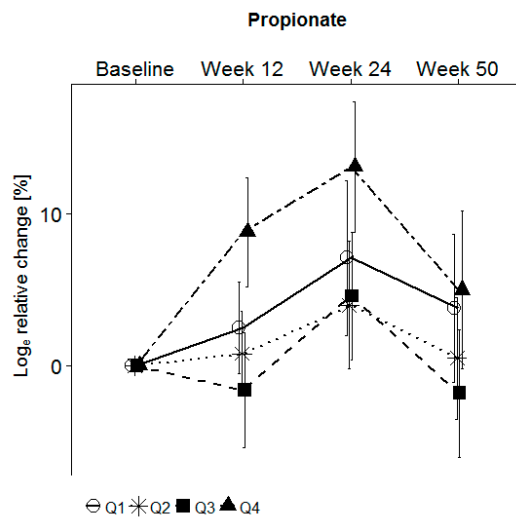 Propionate
Baseline Week 12 Week 24 Week 50
Logₑ relative change [%]
10
0
Q1 Q2 Q3 Q4